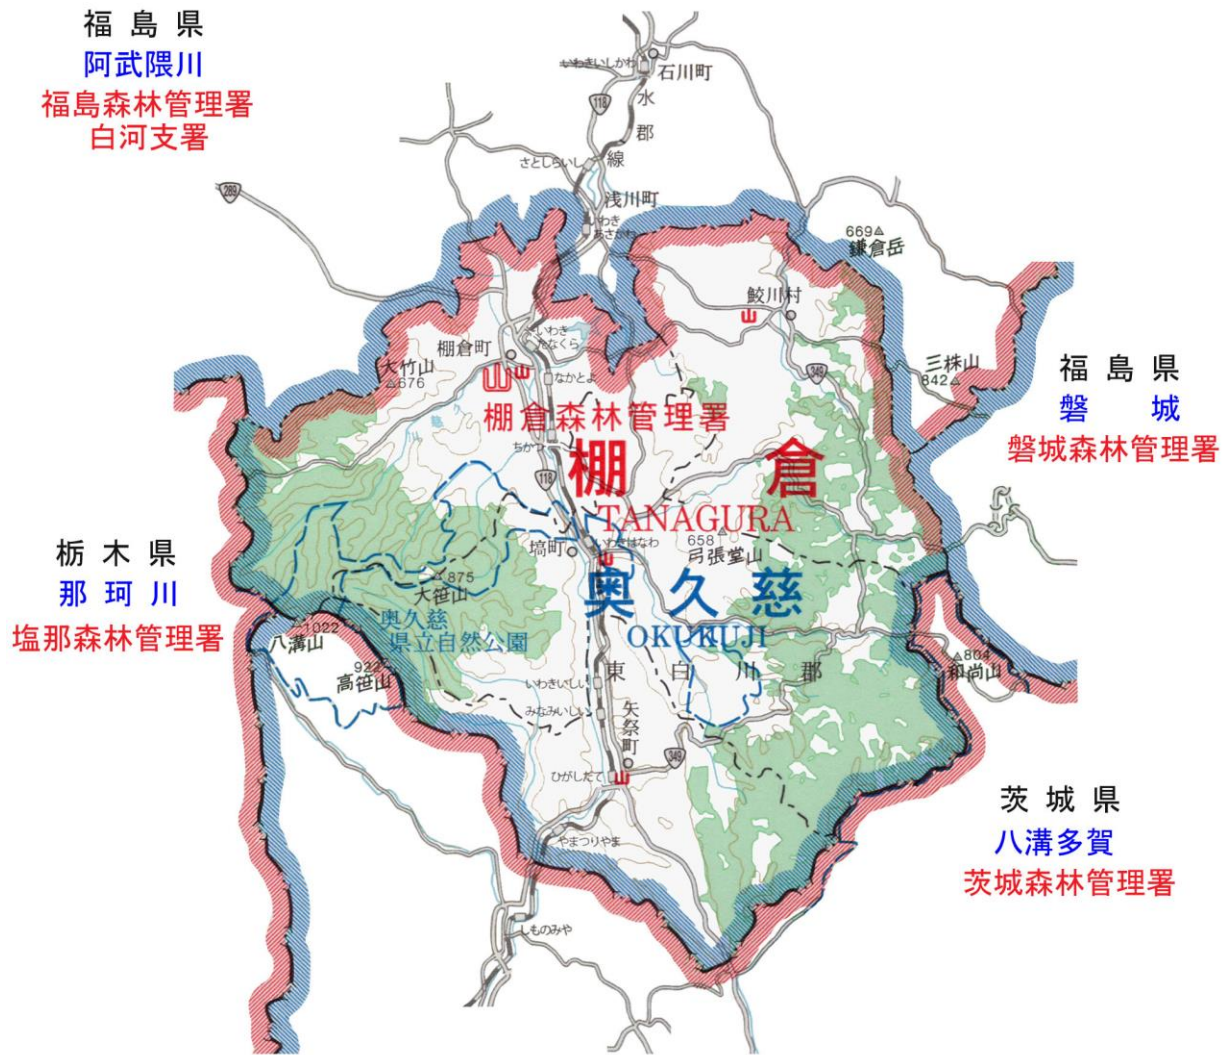 福島県
阿武隈川
福島森林管理署
白河支署
いわきいしかわ
石川町
118
水
郡
線
さとしらいし
289
浅川町
いわき
あさかわ
669
鎌倉岳
鮫川村
いわき
たなくら
棚倉町
大竹山
676
なかとよ
349
三株山
842
福島県
磐城
磐城森林管理署
棚倉森林管理署
棚倉
TANAGURA
ちかつ
118
658
弓張堂山
塙町
いわきはなわ
875
大笹山
奥久慈
OKUKUJI
栃木県
那珂川
塩那森林管理署
奥久慈
県立自然公園
1022
八溝山
922
高笹山
804
和尚山
東白川郡
いわきいしい
みなみいしい
矢祭町
349
ひがしだて
やまつりやま
しものみや
茨城県
八溝多賀
茨城森林管理署